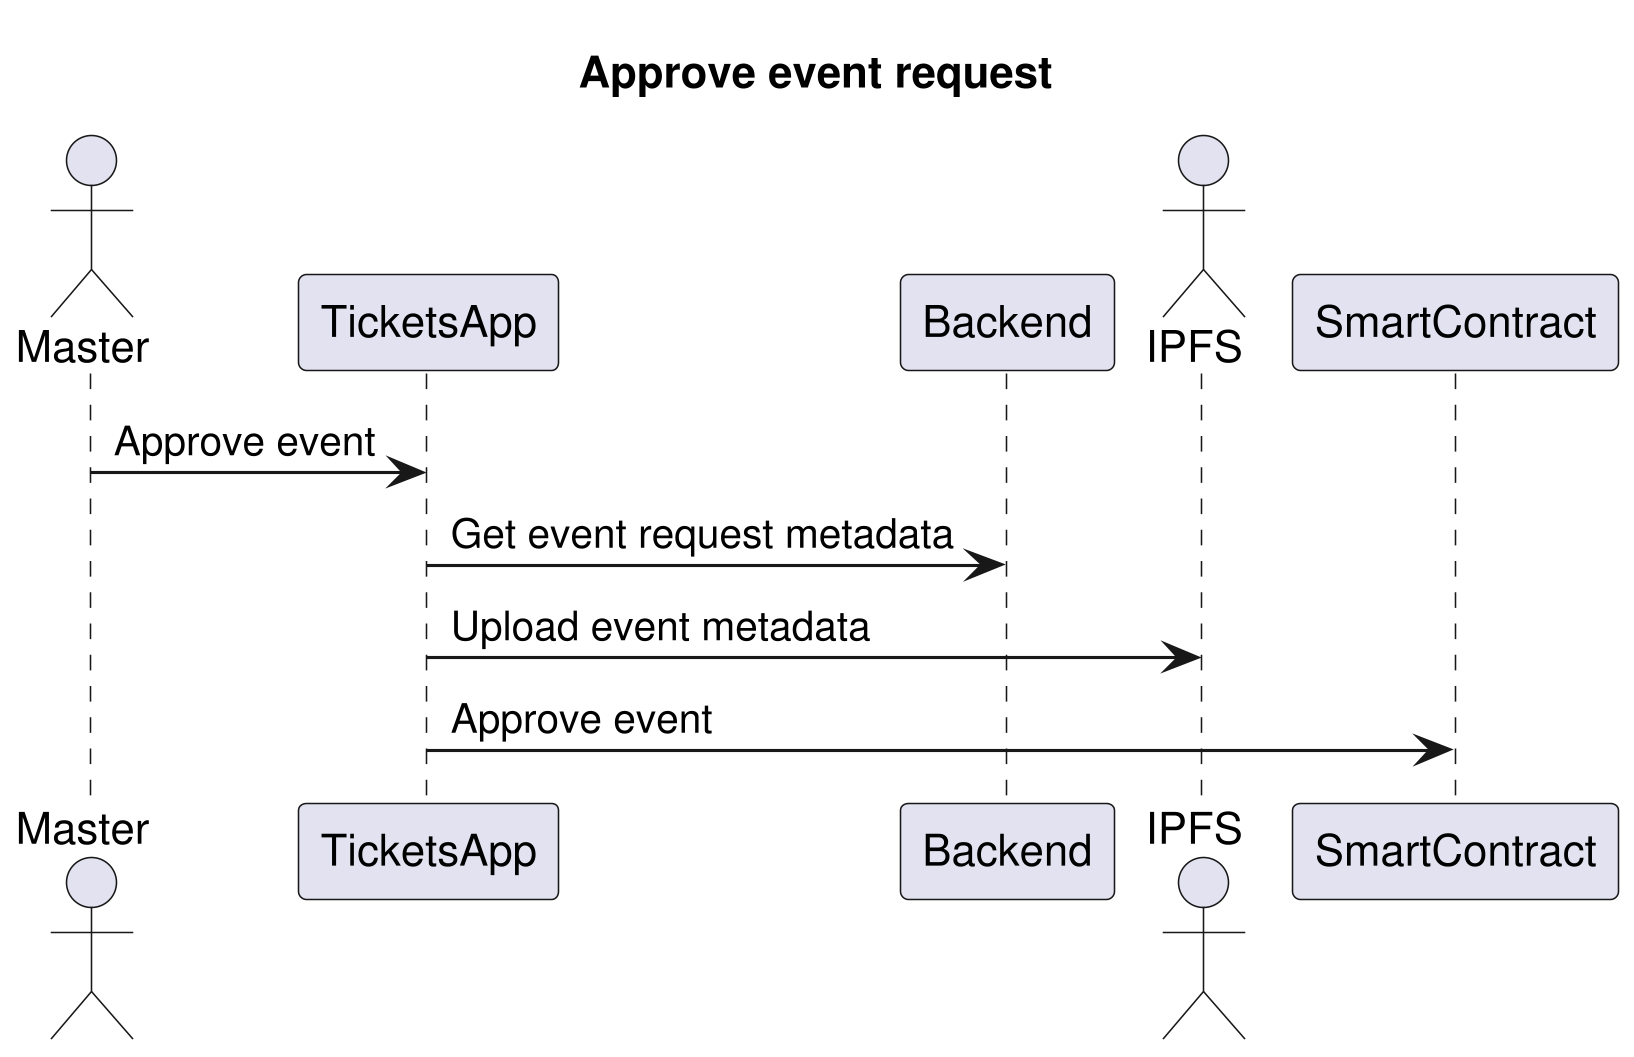 Approve event request
Master
TicketsApp
Backend
IPFS
SmartContract
Approve event
Get event request metadata
Upload event metadata
Approve event
Master
TicketsApp
Backend
IPFS
SmartContract